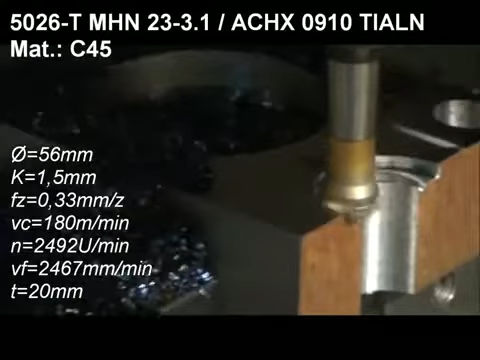 5026-T MHN 23-3.1 / ACHX 0910 TIALN
Mat.: C45
Ø=56mm
K=1,5mm
fz=0,33mm/z
vc=180m/min
n=2492U/min
vf=2467mm/min
t=20mm